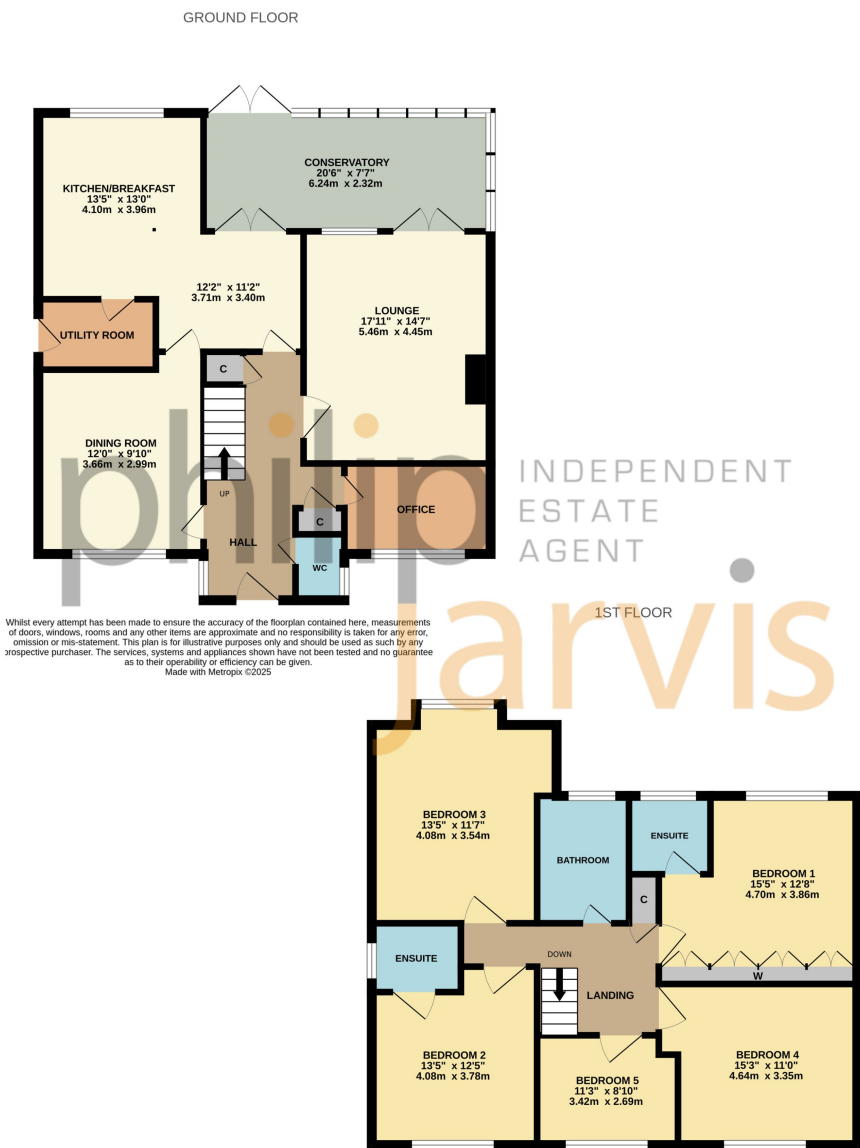 GROUND FLOOR
KITCHEN/BREAKFAST
13'5" x 13'0"
4.10m x 3.96m
CONSERVATORY
20'6" x 7'7"
6.24m x 2.32m
12'2" x 11'2"
3.71m x 3.40m
LOUNGE
17'11" x 14'7"
5.46m x 4.45m
UTILITY ROOM
C
DINING ROOM
12'0" x 9'10"
3.66m x 2.99m
UP
HALL
C
WC
OFFICE
philip
INDEPENDENT
ESTATE
AGENT
jarvis
Whilst every attempt has been made to ensure the accuracy of the floorplan contained here, measurements
of doors, windows, rooms and any other items are approximate and no responsibility is taken for any error,
omission or mis-statement. This plan is for illustrative purposes only and should be used as such by any
prospective purchaser. The services, systems and appliances shown have not been tested and no guarantee
as to their operability or efficiency can be given.
Made with Metropix ©2025
1ST FLOOR
BEDROOM 3
13'5" x 11'7"
4.08m x 3.54m
BATHROOM
ENSUITE
BEDROOM 1
15'5" x 12'8"
4.70m x 3.86m
C
W
ENSUITE
DOWN
LANDING
BEDROOM 2
13'5" x 12'5"
4.08m x 3.78m
BEDROOM 5
11'3" x 8'10"
3.42m x 2.69m
BEDROOM 4
15'3" x 11'0"
4.64m x 3.35m